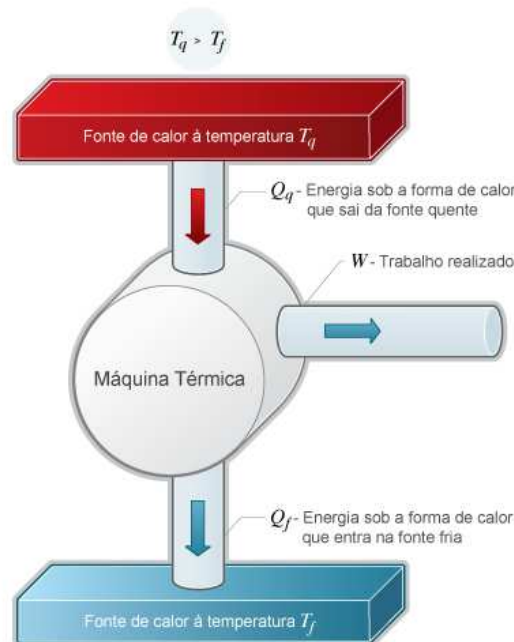 T_q > T_f
Fonte de calor à temperatura T_q
Q_q - Energia sob a forma de calor
que sai da fonte quente
W - Trabalho realizado
Máquina Térmica
Q_f - Energia sob a forma de calor
que entra na fonte fria
Fonte de calor à temperatura T_f